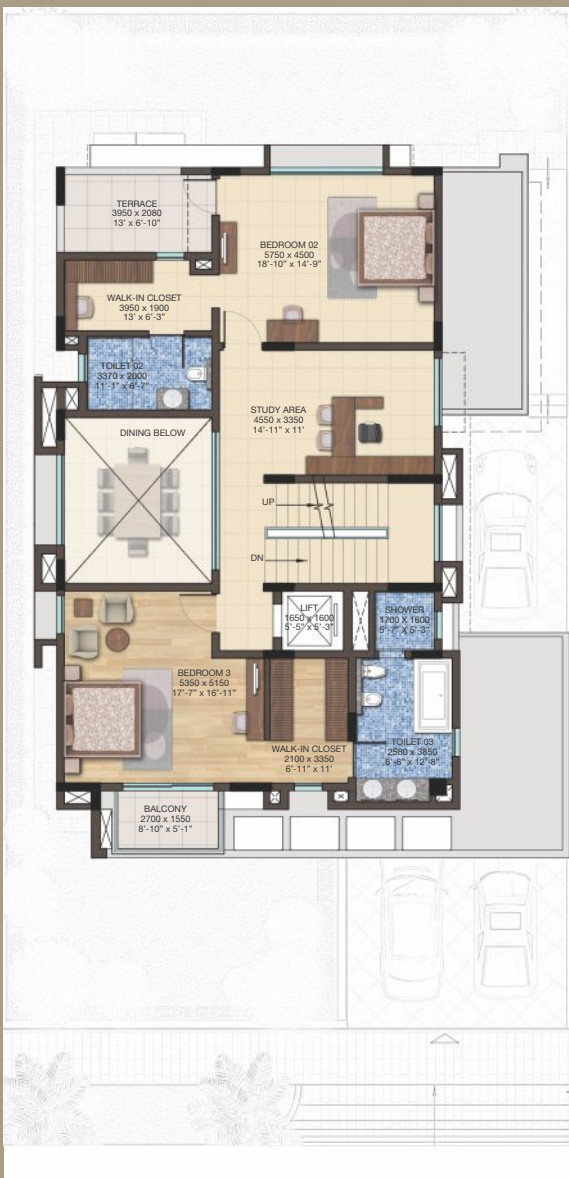 TERRACE
3950 x 2080
13' x 6'-10"
BEDROOM 02
5750 x 4500
18'-10" x 14'-9"
WALK-IN CLOSET
3950 x 1900
13' x 6'-3"
TOILET 02
3370 x 2000
11'-1" x 6'-7"
STUDY AREA
4550 x 3350
14'-11" x 11'
DINING BELOW
UP
DN
LIFT
1650 x 1600
5'-5" x 5'-3"
SHOWER
1700 x 1600
5'-7" x 5'-3"
BEDROOM 3
5350 x 5150
17'-7" x 16'-11"
WALK-IN CLOSET
2100 x 3350
6'-11" x 11'
TOILET 03
2580 x 3850
8'-6" x 12'-8"
BALCONY
2700 x 1550
8'-10" x 5'-1"